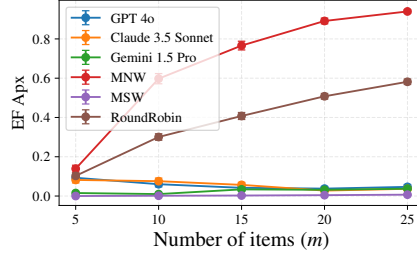 GPT 4o
Claude 3.5 Sonnet
Gemini 1.5 Pro
MNW
MSW
RoundRobin
EF Apx
0.8
0.6
0.4
0.2
0.0
5
10
15
20
25
Number of items (m)